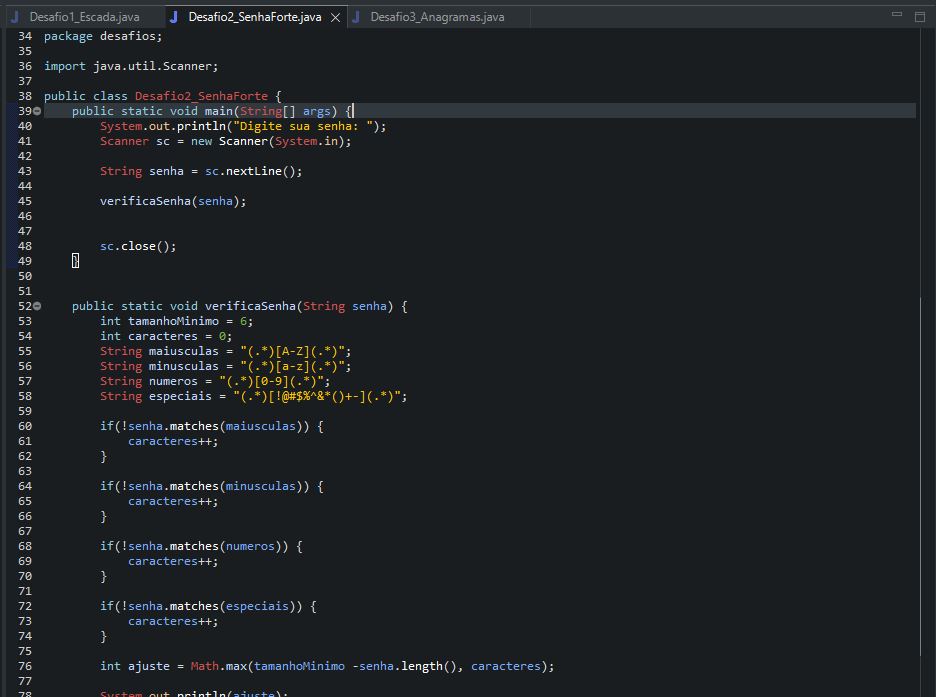 Desafio1_Escada.java Desafio2_SenhaForte.java Desafio3_Anagramas.java
34 package desafios;
35
36 import java.util.Scanner;
37
38 public class Desafio2_SenhaForte {
39 public static void main(String[] args) {
40 System.out.println("Digite sua senha: ");
41 Scanner sc = new Scanner(System.in);
42
43 String senha = sc.nextLine();
44
45 verificaSenha(senha);
46
47
48 sc.close();
49 }
50
51
52 public static void verificaSenha(String senha) {
53 int tamanhoMinimo = 6;
54 int caracteres = 0;
55 String maiusculas = "(.*)[A-Z](.*)";
56 String minusculas = "(.*)[a-z](.*)";
57 String numeros = "(.*)[0-9](.*)";
58 String especiais = "(.*)[!@#$%^&*()+-](.*)";
59
60 if(!senha.matches(maiusculas)) {
61 caracteres++;
62 }
63
64 if(!senha.matches(minusculas)) {
65 caracteres++;
66 }
67
68 if(!senha.matches(numeros)) {
69 caracteres++;
70 }
71
72 if(!senha.matches(especiais)) {
73 caracteres++;
74 }
75
76 int ajuste = Math.max(tamanhoMinimo -senha.length(), caracteres);
77
78 System.out.println(ajuste);